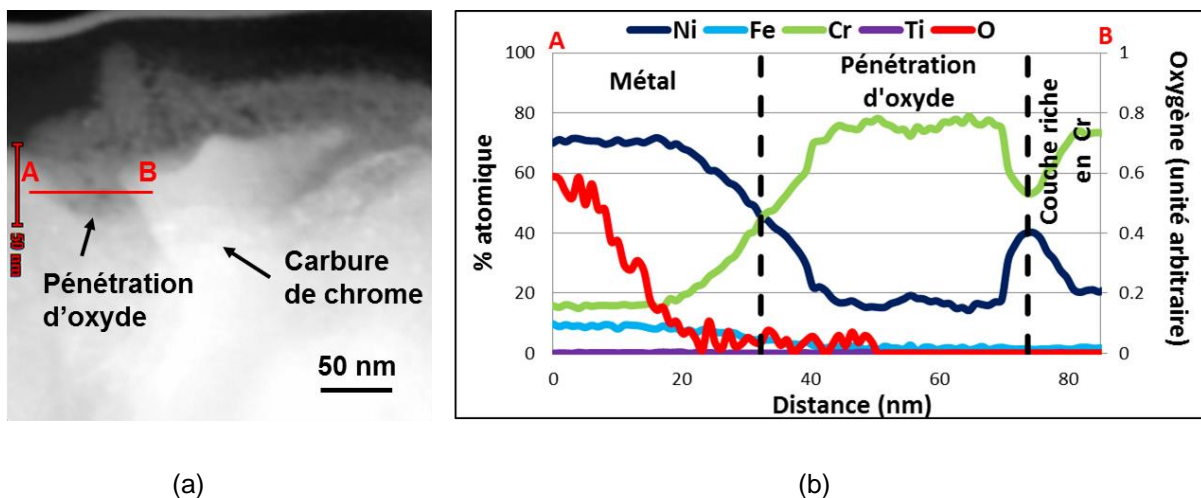 A
B
50 nm
Pénétration
d'oxyde
Carbure
de chrome
50 nm
(a)
Ni Fe Cr Ti O
A
B
100
80
60
40
20
0
% atomique
Métal
Pénétration
d'oxyde
Couche riche
en Cr
1
0.8
0.6
0.4
0.2
0
Oxygène (unité
arbitraire)
0 20 40 60 80
Distance (nm)
(b)